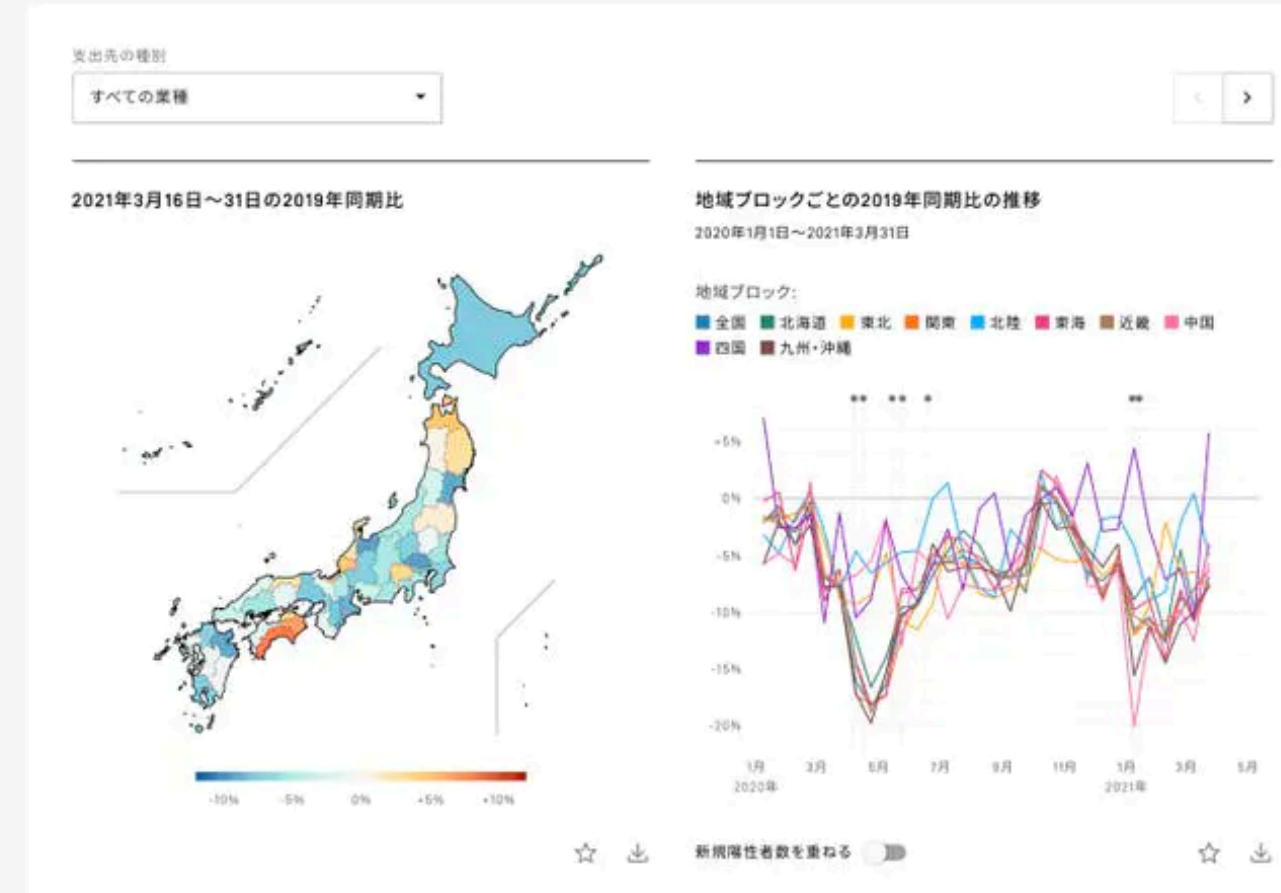 支出先の種別
すべての業種
2021年3月16日〜31日の2019年同期比
-10%
-5%
0%
+5%
+10%
地域ブロックごとの2019年同期比の推移
2020年1月1日〜2021年3月31日
地域ブロック:
全国 北海道 東北 関東 北陸 東海 近畿 中国
四国 九州・沖縄
+5%
0%
-5%
-10%
-15%
-20%
1月 3月 5月 7月 9月 11月 1月 3月 5月
2020年 2021年
新規陽性者数を重ねる